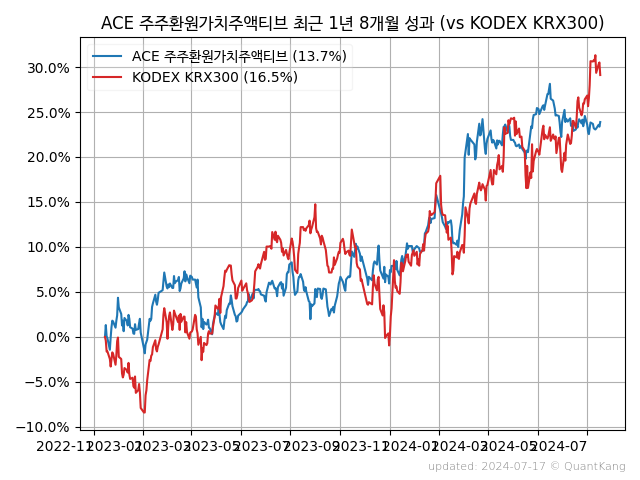 ACE 주주환원가치주액티브 최근 1년 8개월 성과 (vs KODEX KRX300)
ACE 주주환원가치주액티브 (13.7%)
KODEX KRX300 (16.5%)
30.0%
25.0%
20.0%
15.0%
10.0%
5.0%
0.0%
−5.0%
−10.0%
2022-11 2023-01 2023-03 2023-05 2023-07 2023-09 2023-11 2024-01 2024-03 2024-05 2024-07
updated: 2024-07-17 © QuantKang